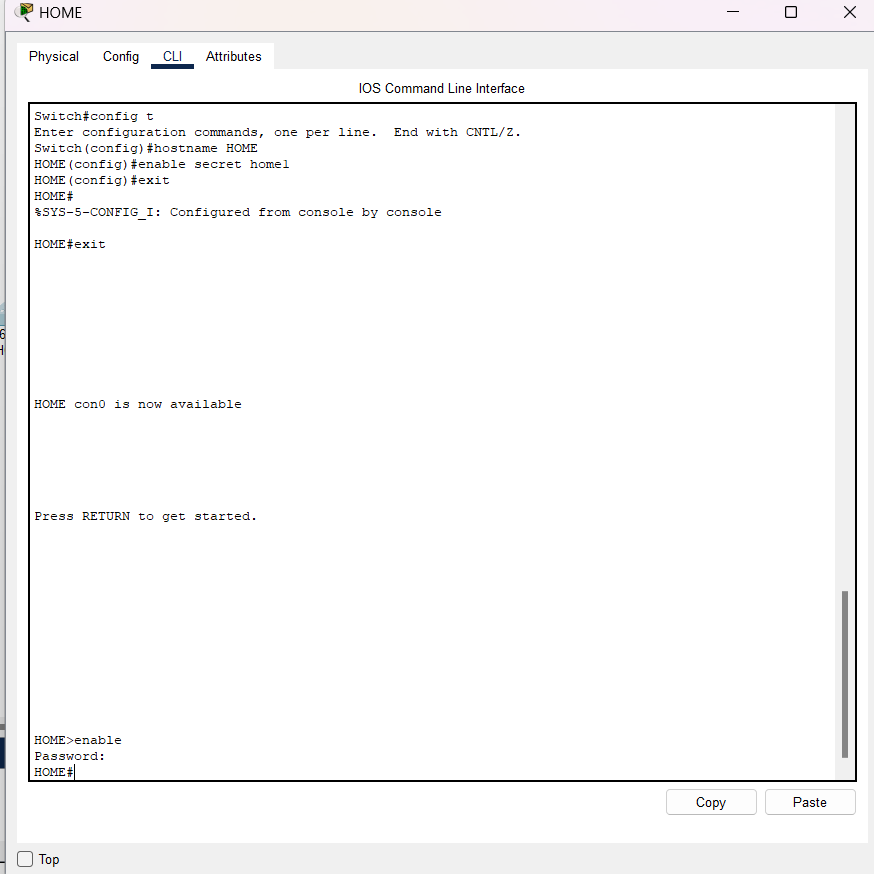 HOME
Physical Config CLI Attributes
IOS Command Line Interface
Switch#config t
Enter configuration commands, one per line.  End with CNTL/Z.
Switch(config)#hostname HOME
HOME(config)#enable secret home1
HOME(config)#exit
HOME#
%SYS-5-CONFIG_I: Configured from console by console
HOME#exit
HOME con0 is now available
Press RETURN to get started.
HOME>enable
Password:
HOME#
Copy Paste
Top